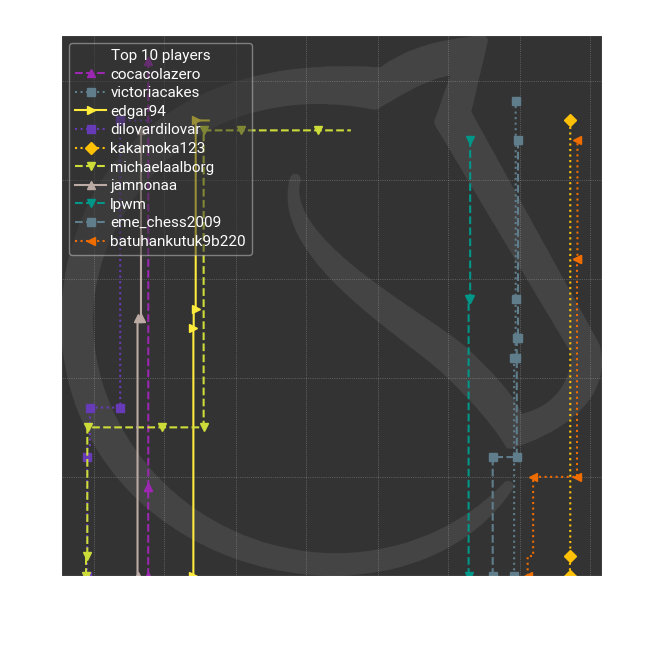 Top 10 players
cocacolazero
victoriacakes
edgar94
dilovardilovar
kakamoka123
michaelaalborg
jamnonaa
lpwm
eme_chess2009
batuhankutuk9b220